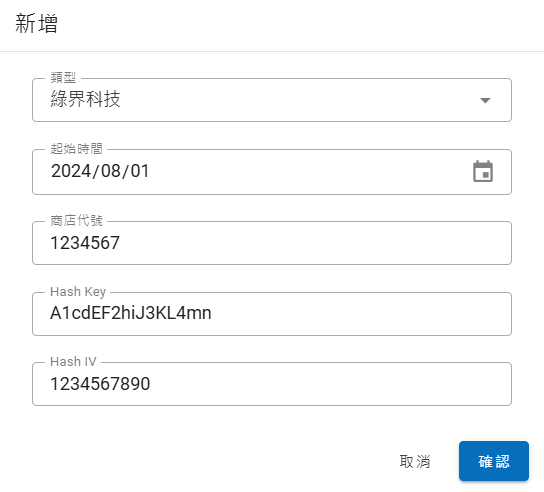 新增
類型
綠界科技
起始時間
2024/08/01
商店代號
1234567
Hash Key
A1cdEF2hiJ3KL4mn
Hash IV
1234567890
取消
確認